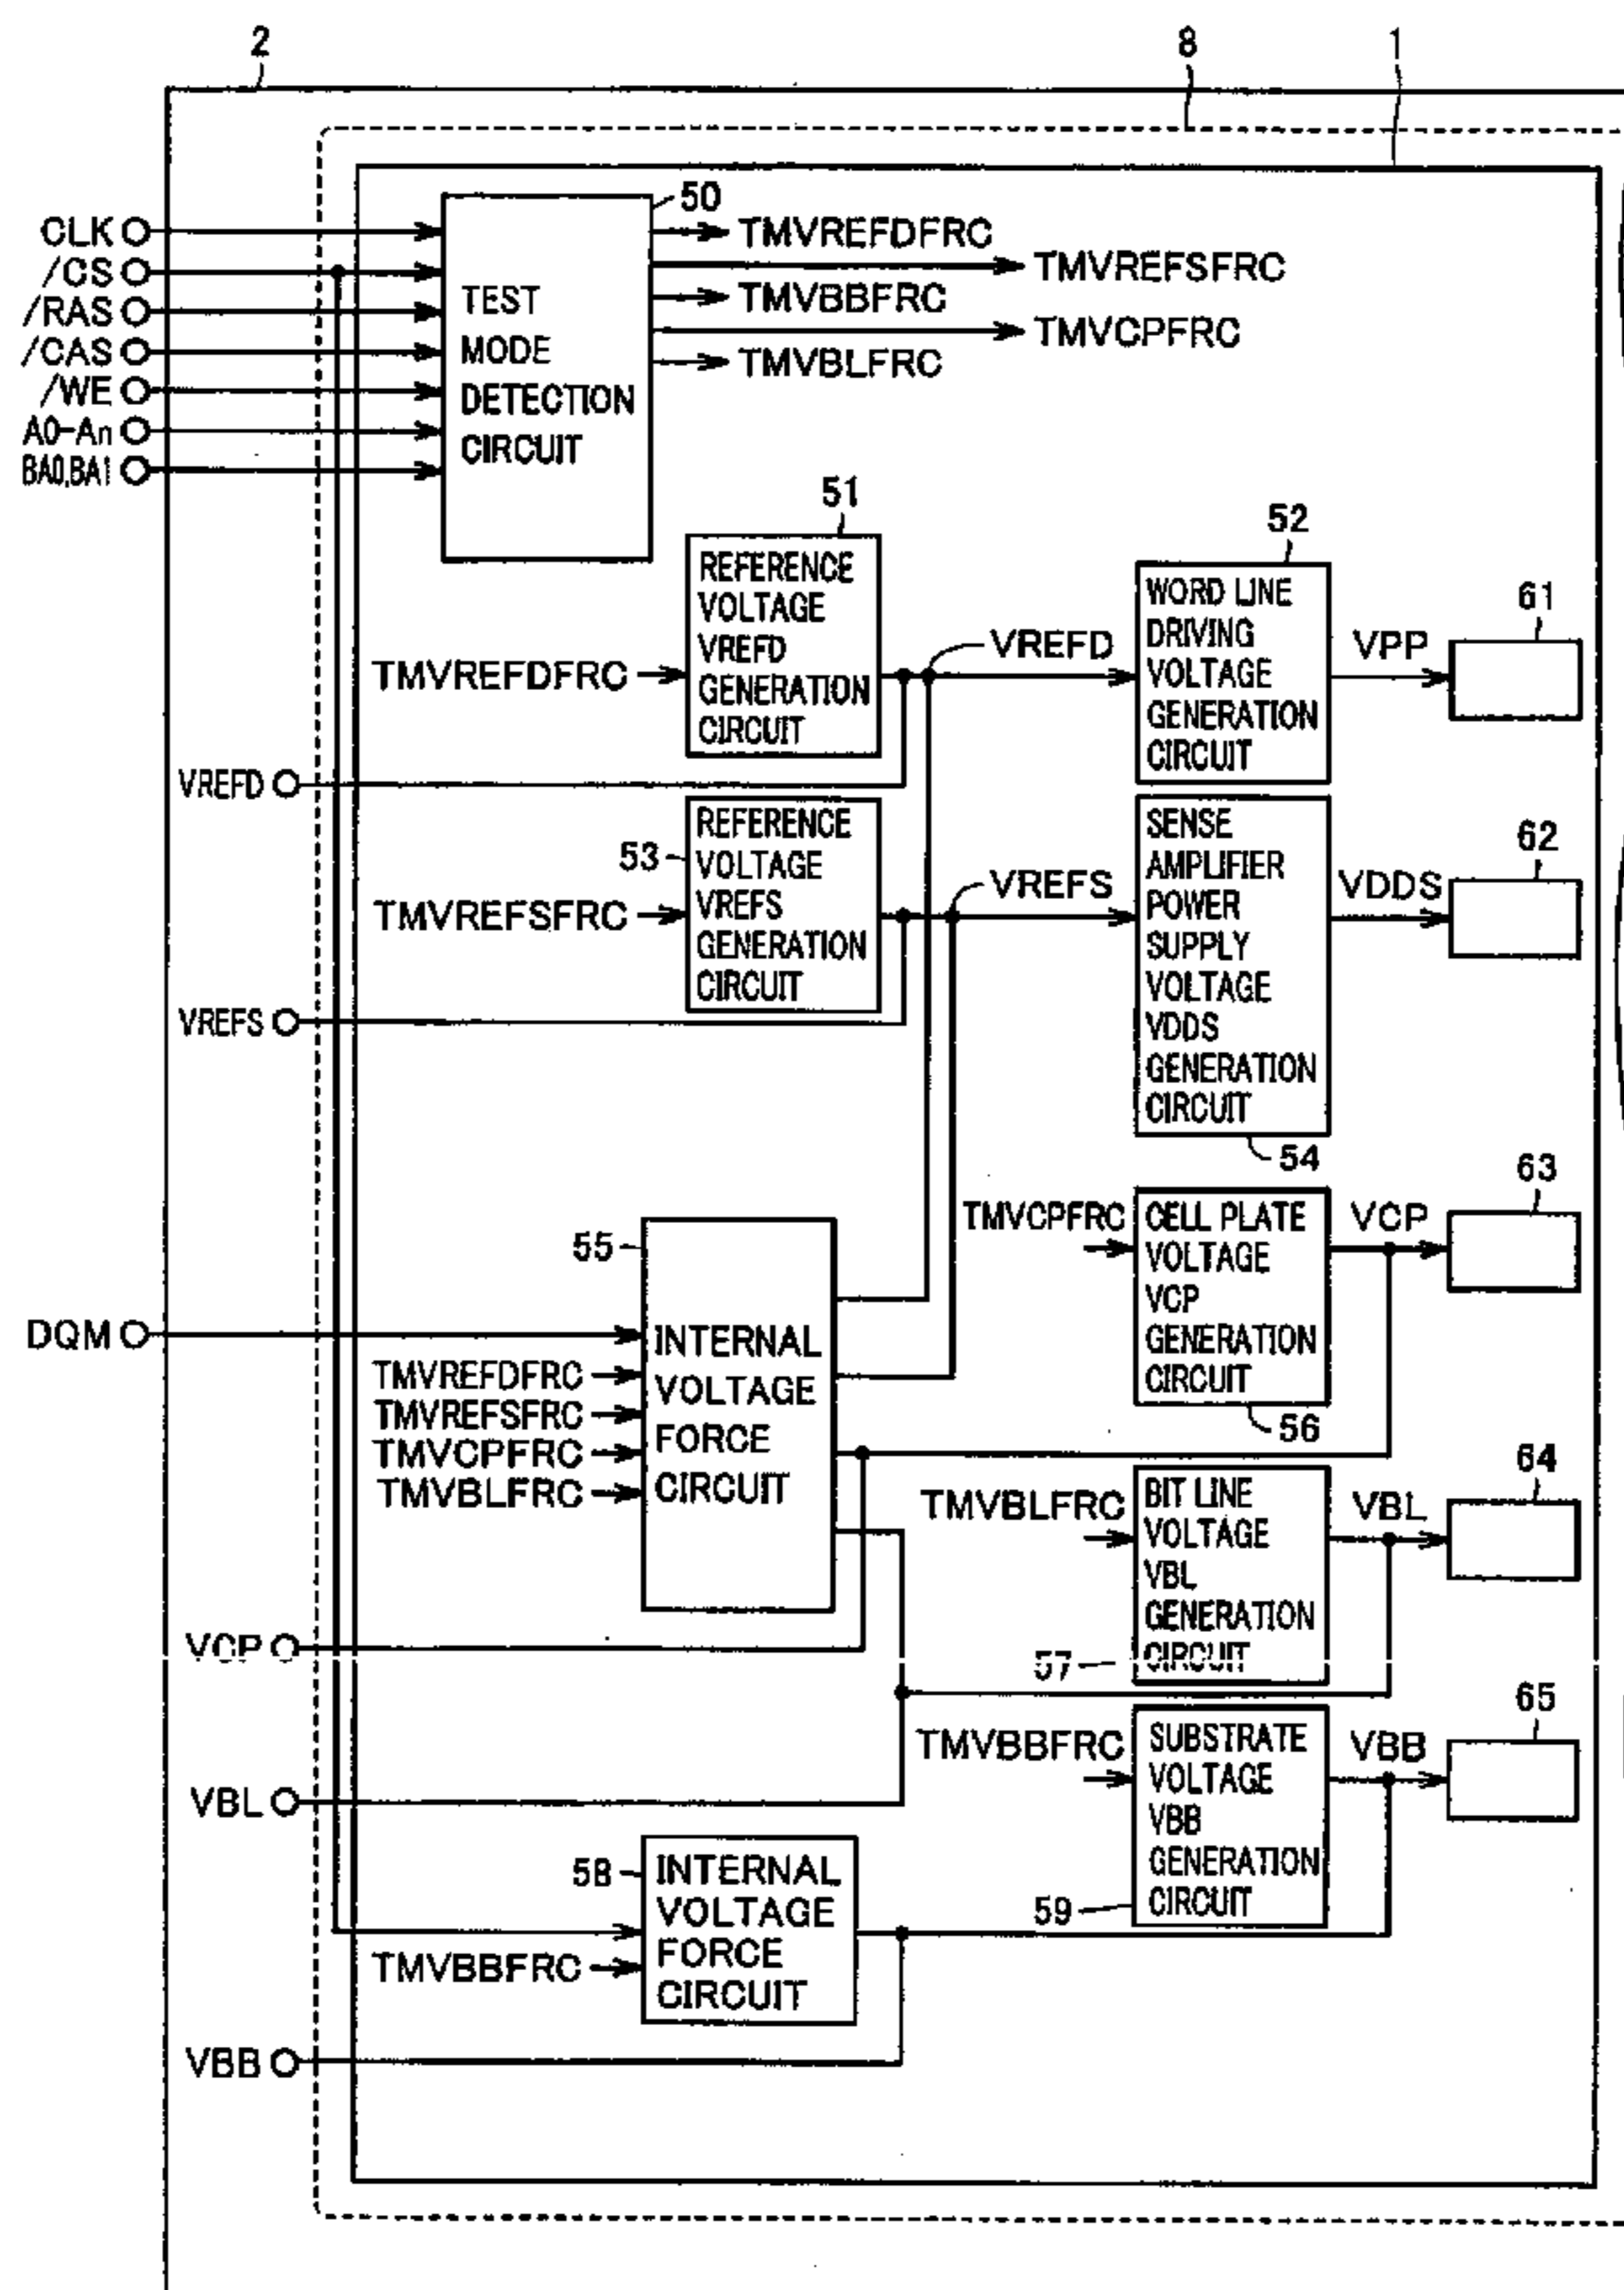 2
8
1
50
CLK
/CS
/RAS
/CAS
/WE
A0-An
BA0,BA1
TEST
MODE
DETECTION
CIRCUIT
TMVREFDFRC
TMVREFSFRC
TMVBBFRC
TMVCPFRC
TMVBLFRC
51
REFERENCE
VOLTAGE
VREFD
GENERATION
CIRCUIT
TMVREFDFRC
VREFD
VREFD
52
WORD LINE
DRIVING
VOLTAGE
GENERATION
CIRCUIT
VPP
61
53
REFERENCE
VOLTAGE
VREFS
GENERATION
CIRCUIT
TMVREFSFRC
VREFS
VREFS
SENSE
AMPLIFIER
POWER
SUPPLY
VOLTAGE
VDDS
GENERATION
CIRCUIT
54
VDDS
62
55
INTERNAL
VOLTAGE
FORCE
CIRCUIT
DQM
TMVREFDFRC
TMVREFSFRC
TMVCPFRC
TMVBLFRC
TMVCPFRC
CELL PLATE
VOLTAGE
VCP
GENERATION
CIRCUIT
56
VCP
63
TMVBLFRC
BIT LINE
VOLTAGE
VBL
GENERATION
CIRCUIT
57
VBL
64
VCP
VBL
TMVBBFRC
SUBSTRATE
VOLTAGE
VBB
GENERATION
CIRCUIT
59
VBB
65
58
INTERNAL
VOLTAGE
FORCE
CIRCUIT
TMVBBFRC
VBB